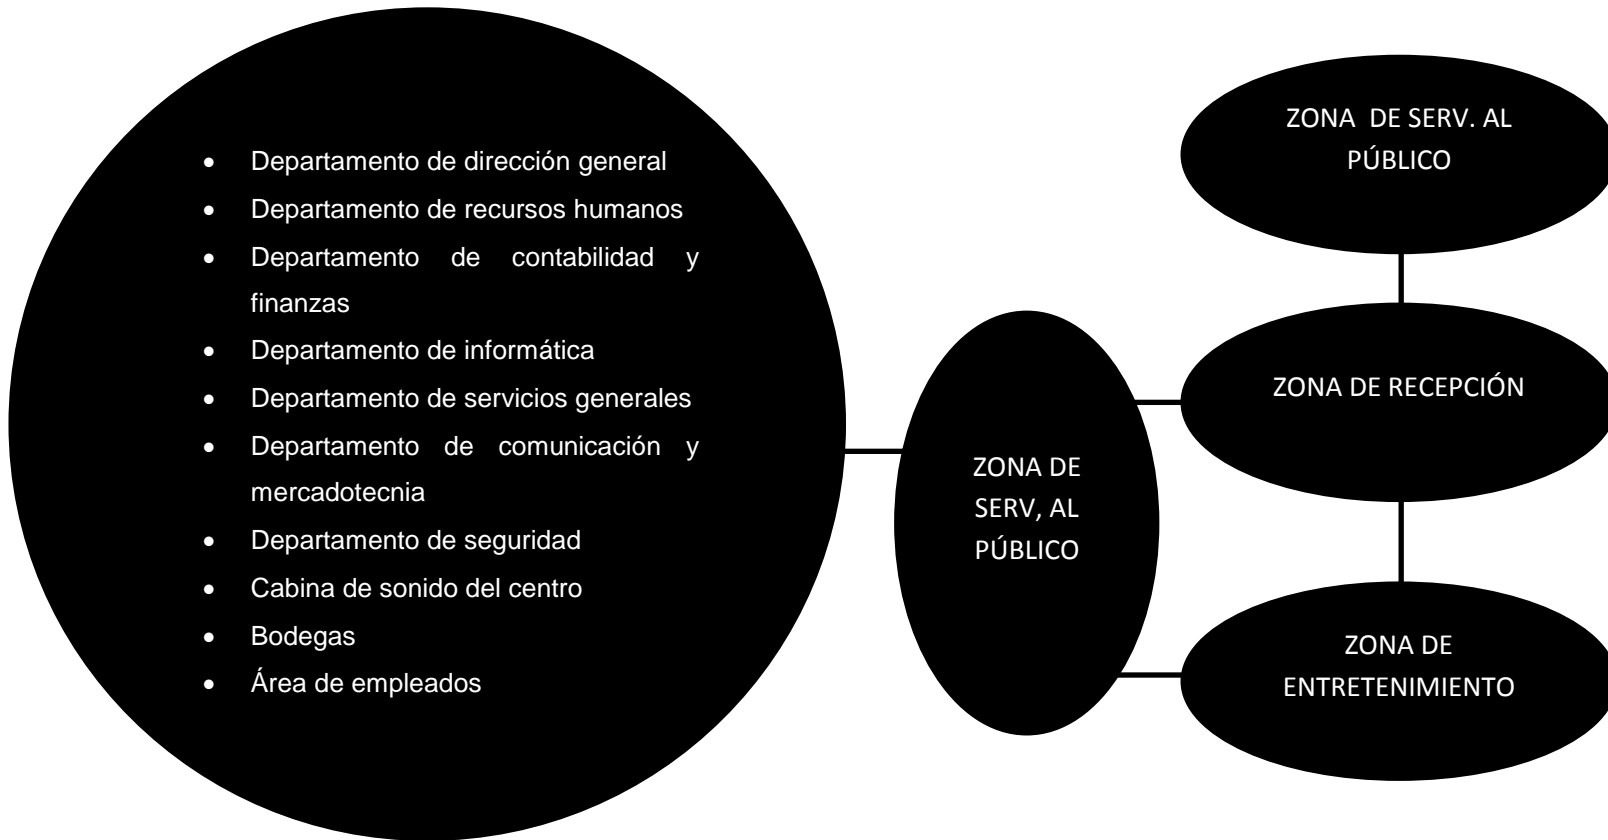 • Departamento de dirección general
• Departamento de recursos humanos
• Departamento de contabilidad y
finanzas
• Departamento de informática
• Departamento de servicios generales
• Departamento de comunicación y
mercadotecnia
• Departamento de seguridad
• Cabina de sonido del centro
• Bodegas
• Área de empleados
ZONA DE
SERV, AL
PÚBLICO
ZONA DE SERV. AL
PÚBLICO
ZONA DE RECEPCIÓN
ZONA DE
ENTRETENIMIENTO